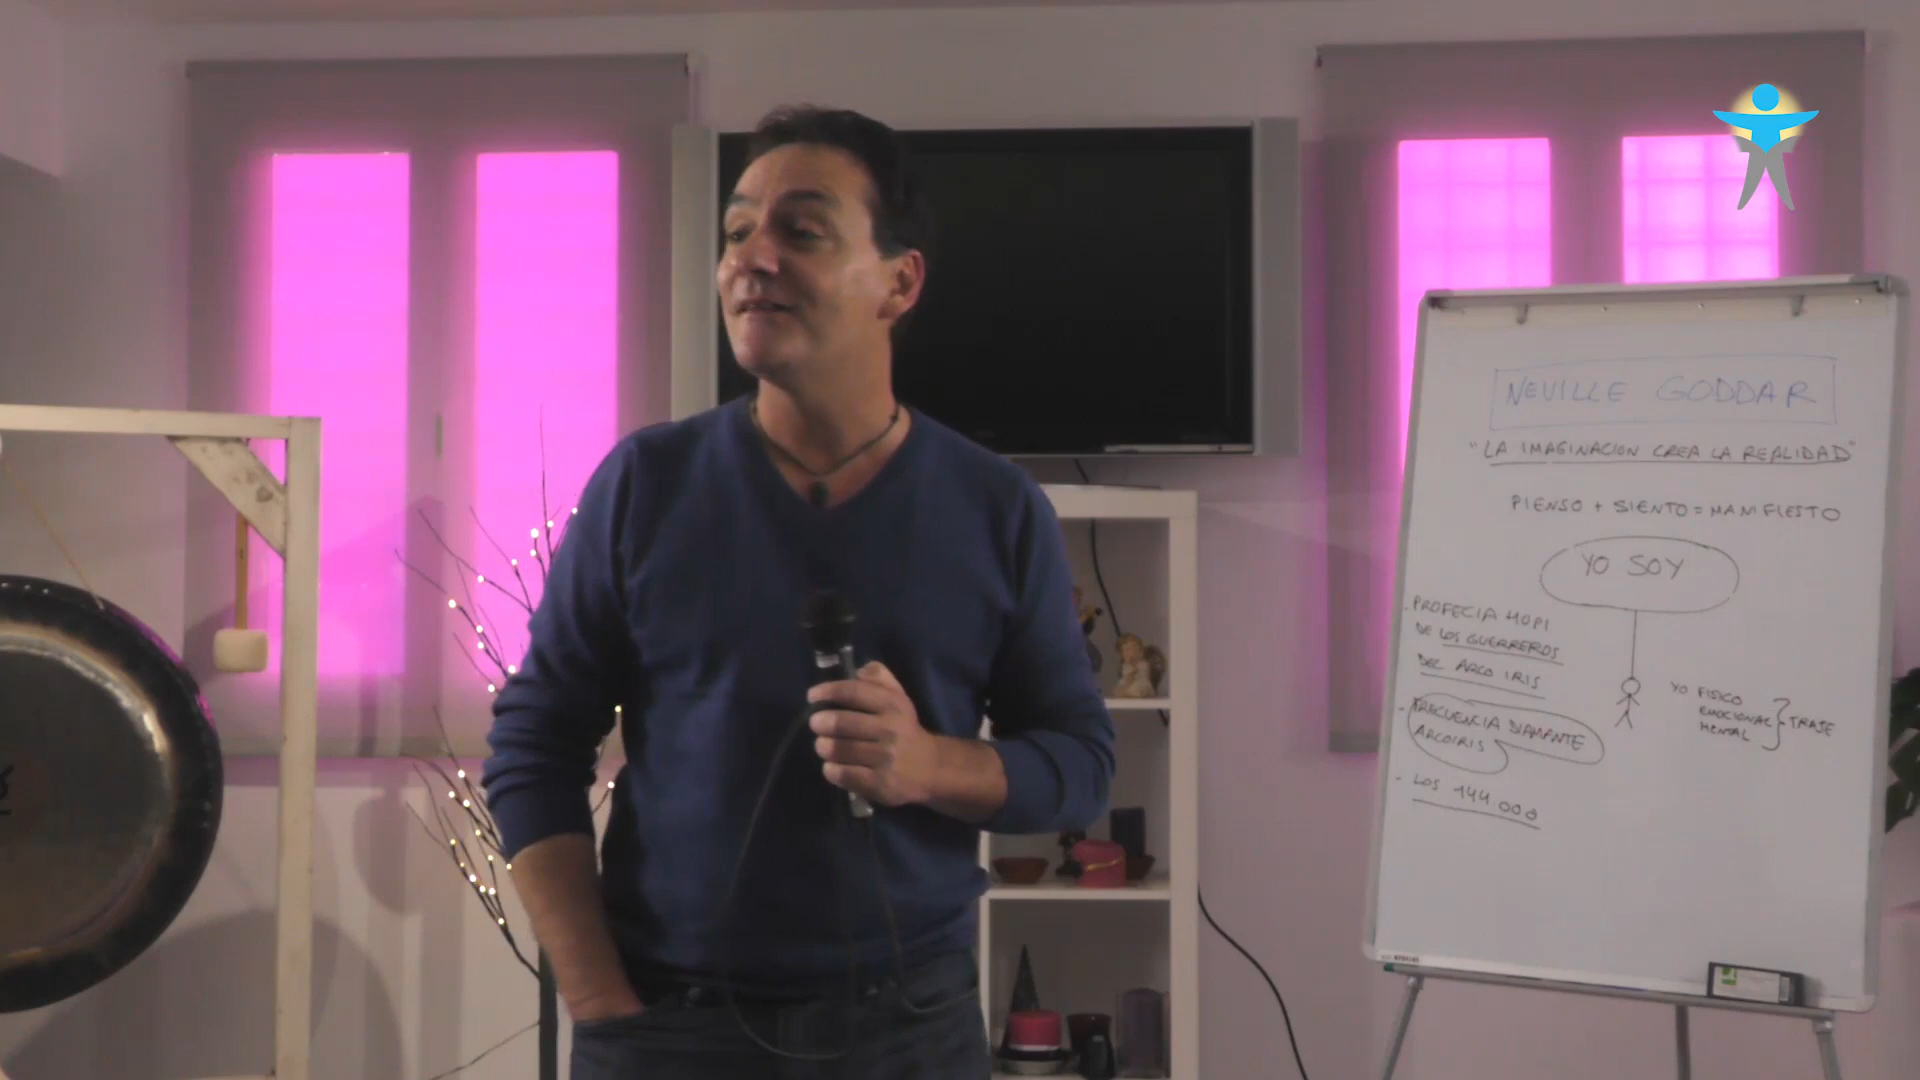 NEVILLE GODDAR
"LA IMAGINACION CREA LA REALIDAD"
PIENSO + SIENTO = MANIFIESTO
YO SOY
. PROFECIA HOPI
DE LOS GUERREROS
DEL ARCO IRIS
- FRECUENCIA DIAMANTE
ARCOIRIS
- LOS 144.000
YO FISICO
EMOCIONAL
MENTAL
} TRAJE